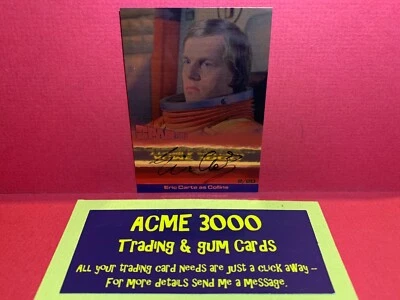 Eric Carte as Collins
ACME 3000
Trading & Gum Cards
All your trading card needs are just a click away –
For more details send me a message.